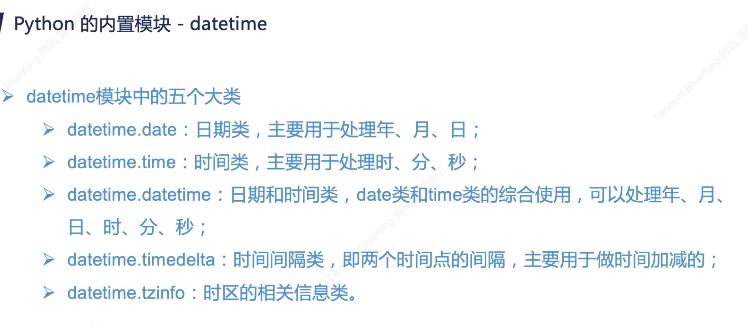 Python 的内置模块 - datetime
➢ datetime模块中的五个大类
➢ datetime.date：日期类，主要用于处理年、月、日；
➢ datetime.time：时间类，主要用于处理时、分、秒；
➢ datetime.datetime：日期和时间类，date类和time类的综合使用，可以处理年、月、
日、时、分、秒；
➢ datetime.timedelta：时间间隔类，即两个时间点的间隔，主要用于做时间加减的；
➢ datetime.tzinfo：时区的相关信息类。